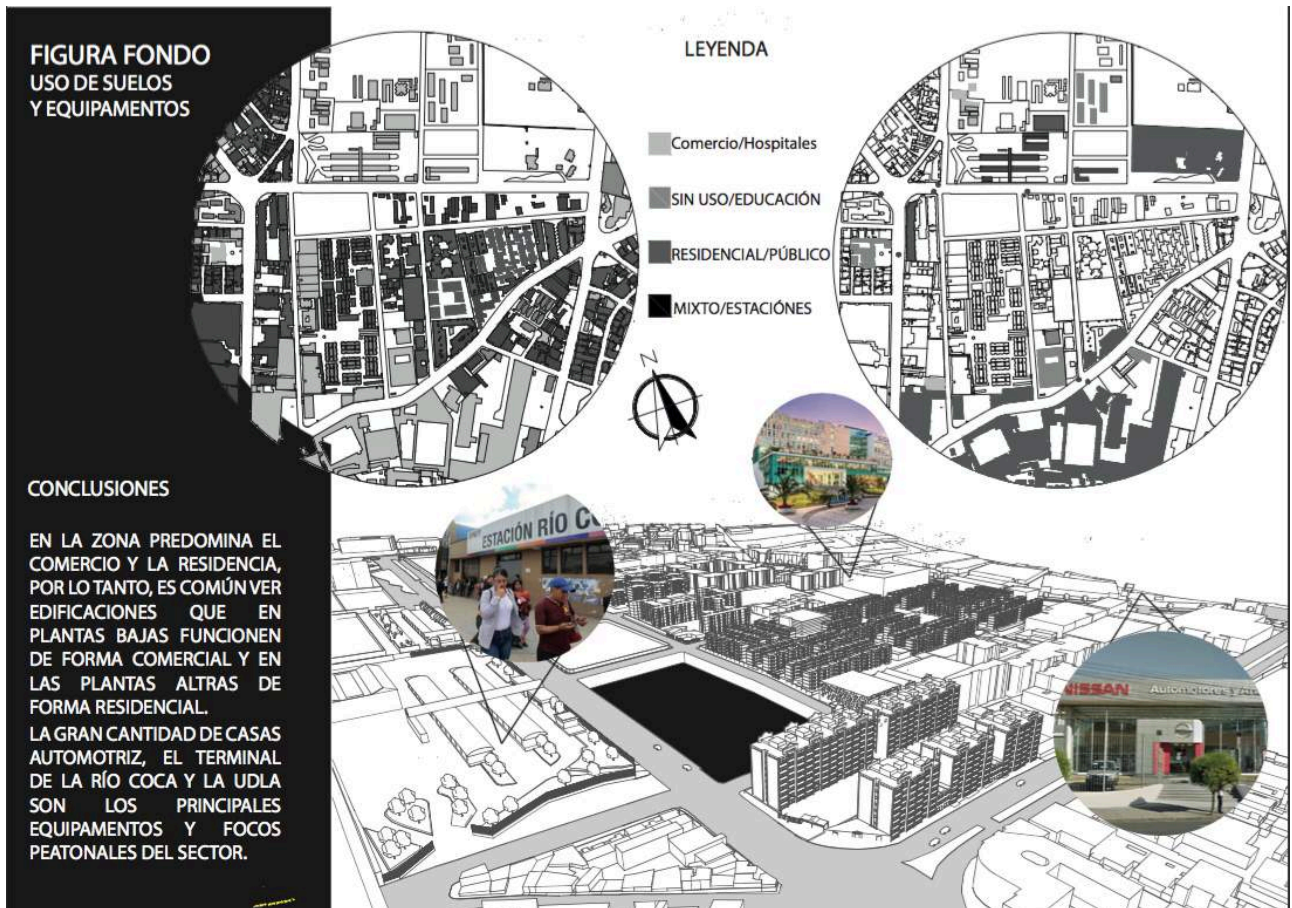 FIGURA FONDO
USO DE SUELOS
Y EQUIPAMENTOS
LEYENDA
Comercio/Hospitales
SIN USO/EDUCACIÓN
RESIDENCIAL/PÚBLICO
MIXTO/ESTACIÓNES
N
CONCLUSIONES
EN LA ZONA PREDOMINA EL
COMERCIO Y LA RESIDENCIA,
POR LO TANTO, ES COMÚN VER
EDIFICACIONES QUE EN
PLANTAS BAJAS FUNCIONEN
DE FORMA COMERCIAL Y EN
LAS PLANTAS ALTRAS DE
FORMA RESIDENCIAL.
LA GRAN CANTIDAD DE CASAS
AUTOMOTRIZ, EL TERMINAL
DE LA RÍO COCA Y LA UDLA
SON LOS PRINCIPALES
EQUIPAMENTOS Y FOCOS
PEATONALES DEL SECTOR.
ESTACIÓN RÍO CO
NISSAN Automotores y